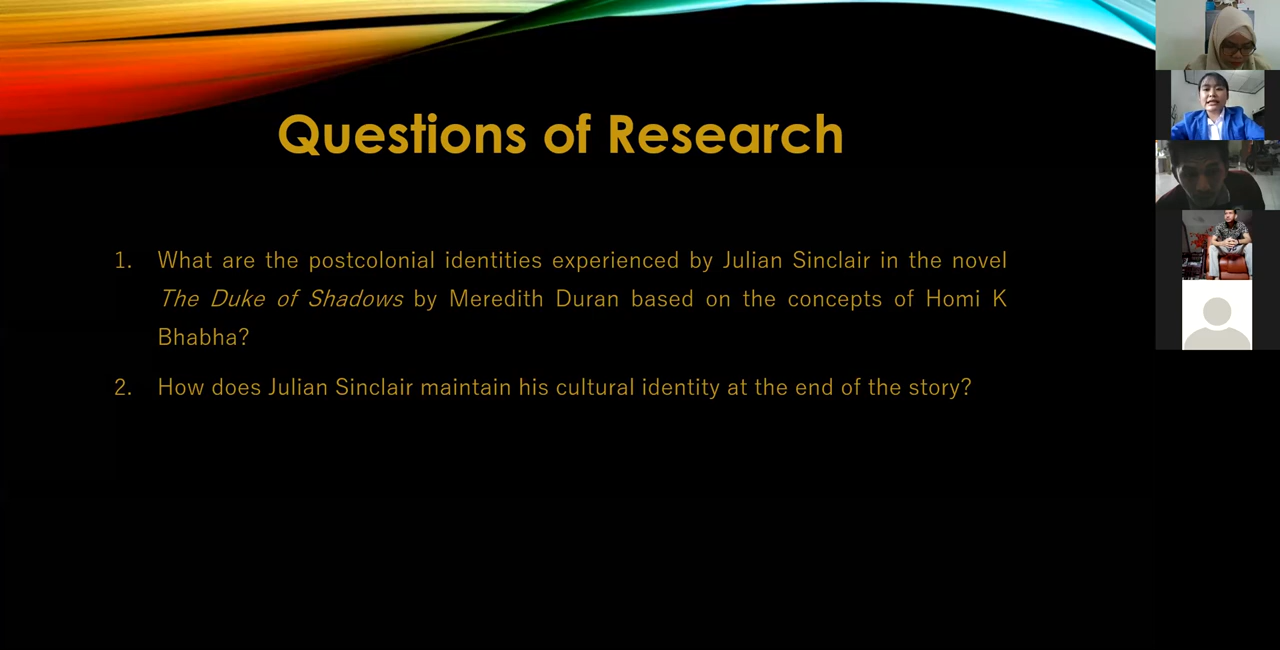 Questions of Research
1. What are the postcolonial identities experienced by Julian Sinclair in the novel
The Duke of Shadows by Meredith Duran based on the concepts of Homi K
Bhabha?
2. How does Julian Sinclair maintain his cultural identity at the end of the story?